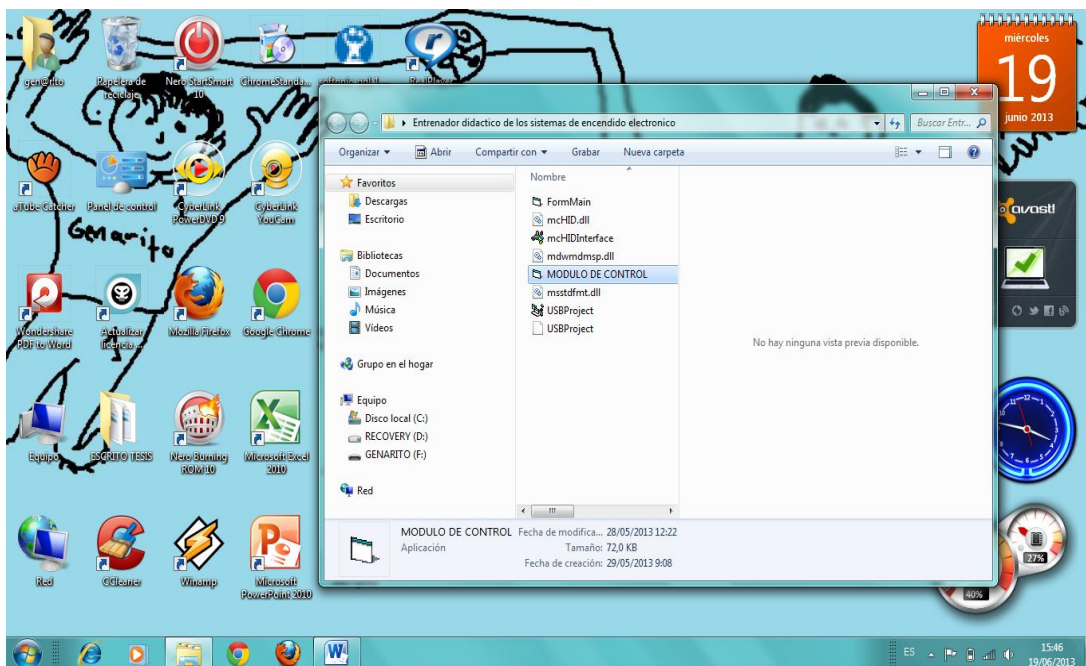 gen@rito
Papelera de
reciclaje
Nero StartSmart
10
ChromeStanda...
RealPlayer
aTube Catcher
Panel de control
CyberLink
PowerDVD 9
CyberLink
YouCam
Genarito
Wondershare
PDF to Word
Actualizar
licencia ...
Mozilla Firefox
Google Chrome
Equipo
ESCRITO TESIS
Nero Burning
ROM 10
Microsoft Excel
2010
Red
CCleaner
Winamp
Microsoft
PowerPoint 2010
Entrenador didactico de los sistemas de encendido electronico
Buscar Entr...
Organizar
Abrir
Compartir con
Grabar
Nueva carpeta
Favoritos
Descargas
Escritorio
Bibliotecas
Documentos
Imágenes
Música
Vídeos
Grupo en el hogar
Equipo
Disco local (C:)
RECOVERY (D:)
GENARITO (F:)
Red
Nombre
FormMain
mcHID.dll
mcHIDInterface
mdwmdmsp.dll
MODULO DE CONTROL
msstdfmt.dll
USBProject
USBProject
No hay ninguna vista previa disponible.
MODULO DE CONTROL Fecha de modifica... 28/05/2013 12:22
Aplicación Tamaño: 72,0 KB
Fecha de creación: 29/05/2013 9:08
miércoles
19
junio 2013
avast!
27%
40%
ES
15:46
19/06/2013